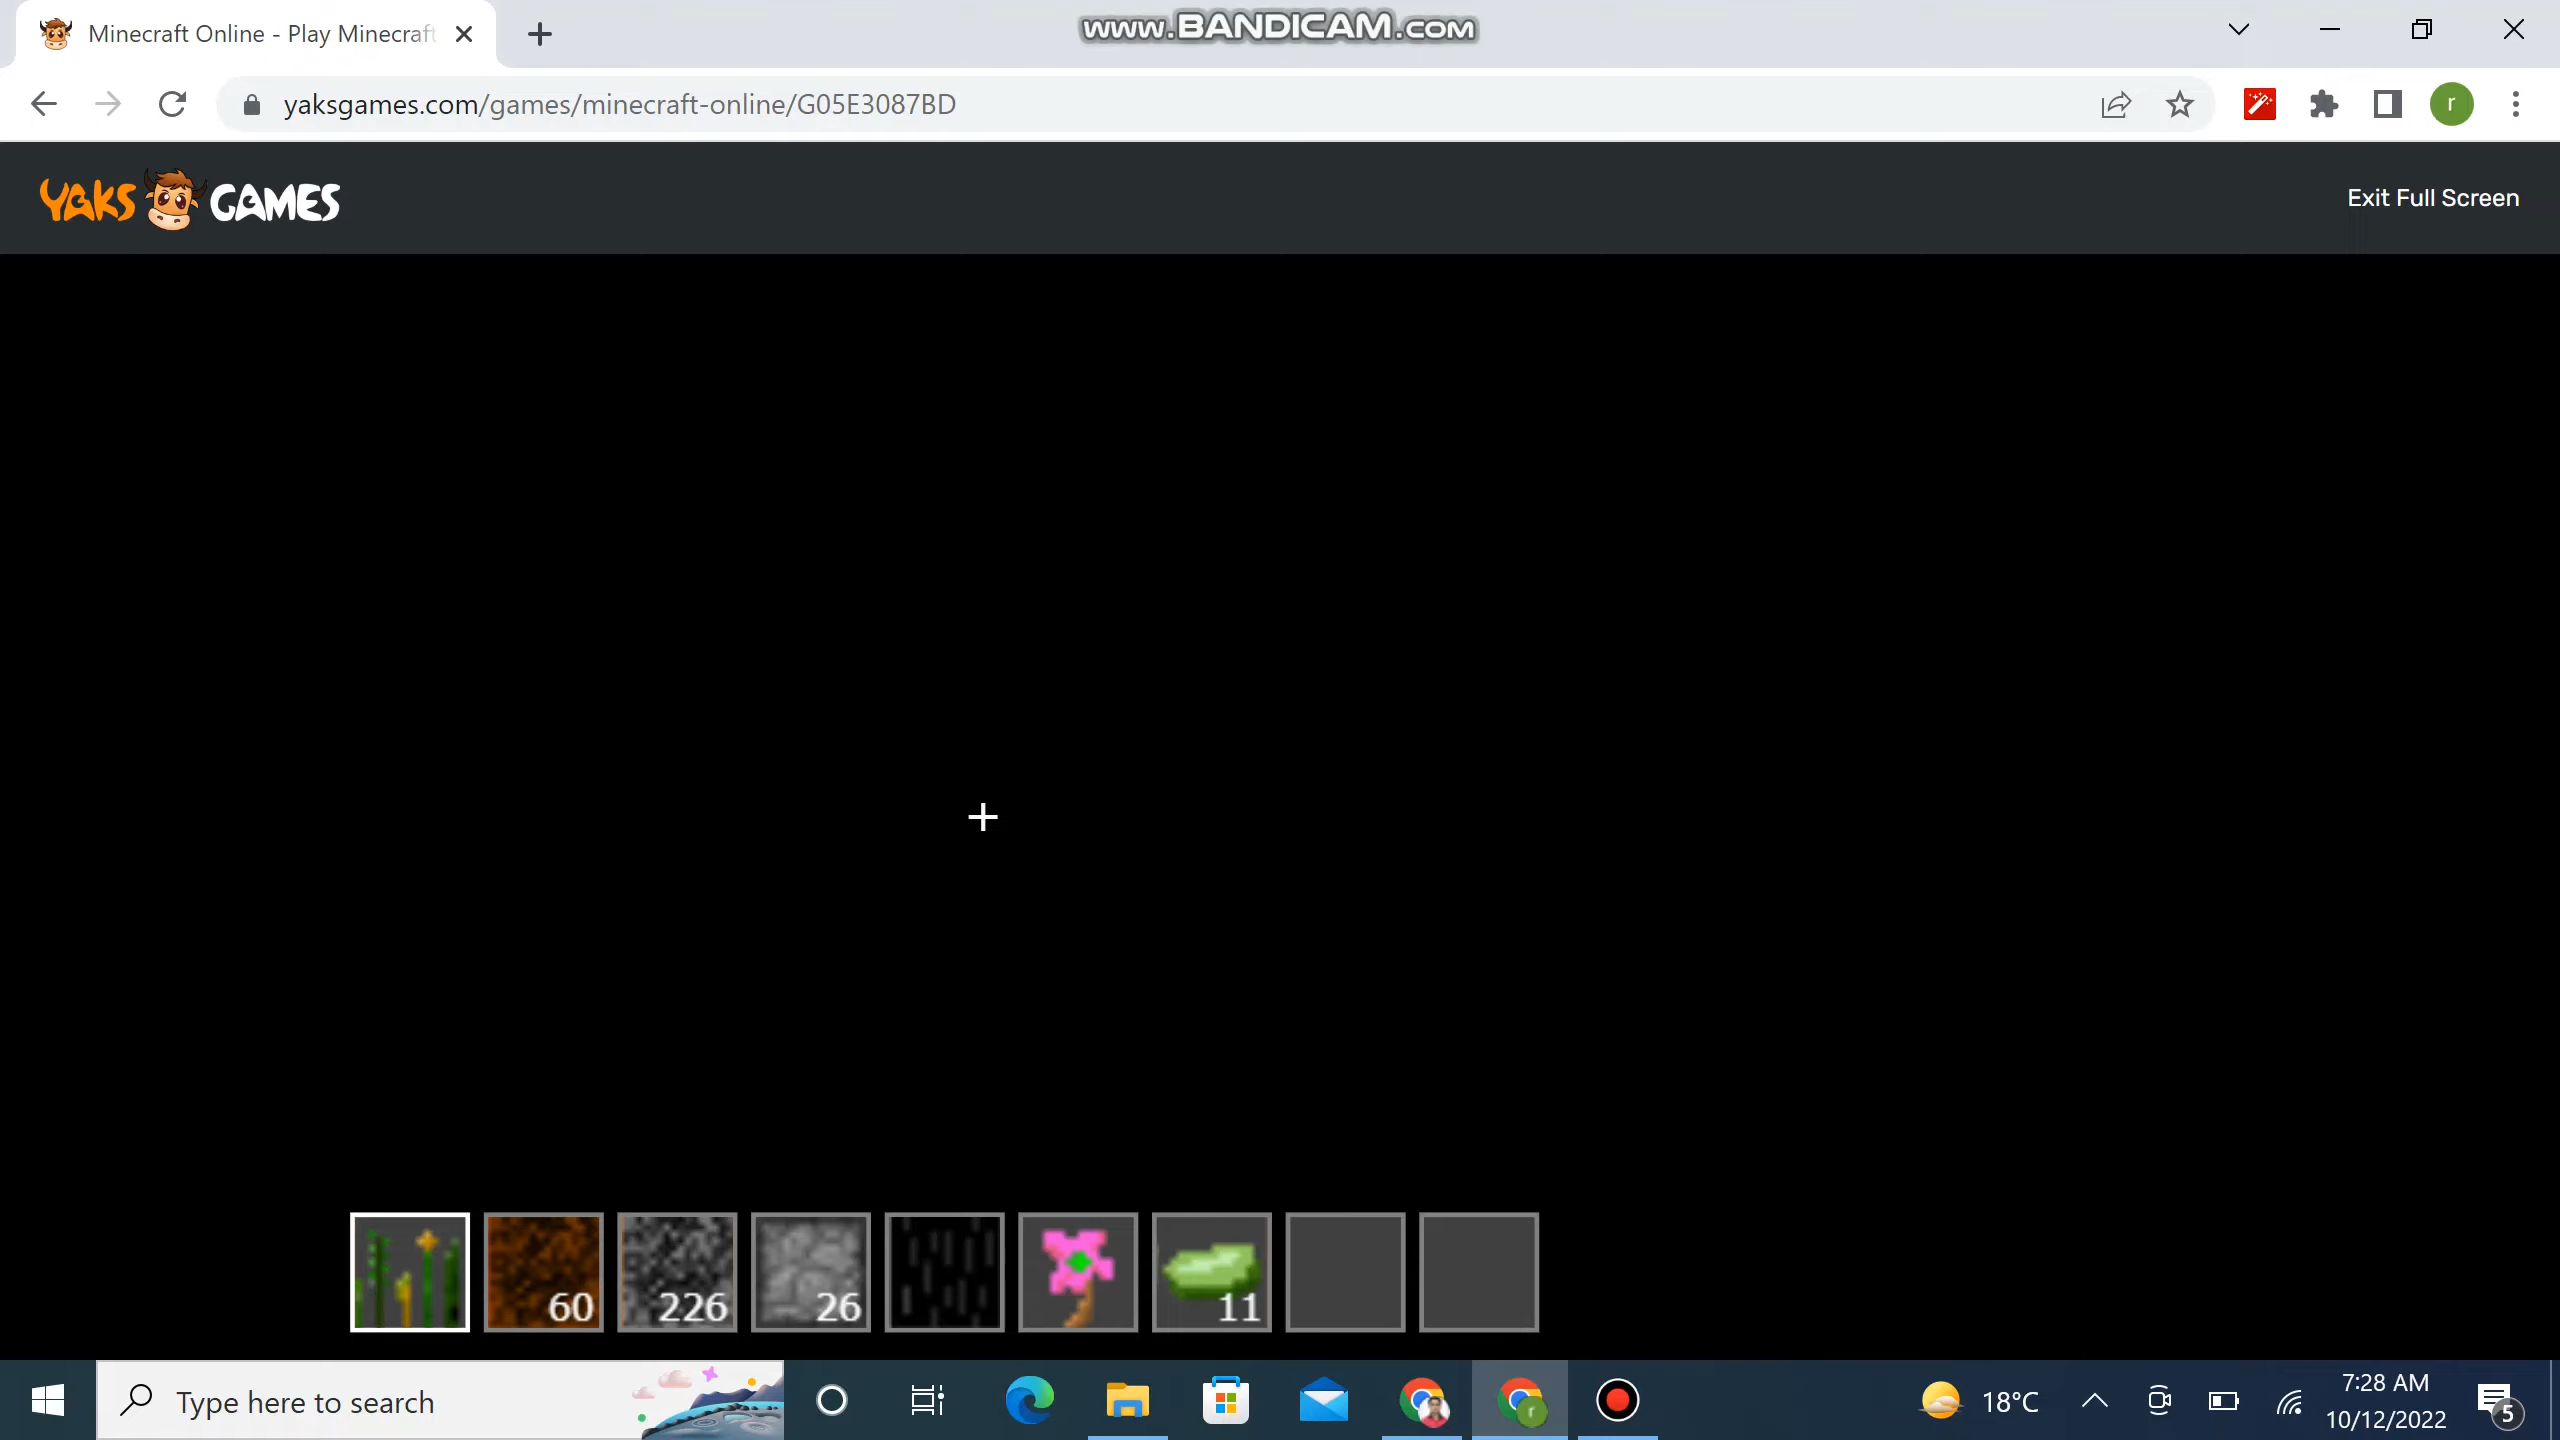 Minecraft Online - Play Minecraft
www.BANDICAM.com
yaksgames.com/games/minecraft-online/G05E3087BD
r
YAKS GAMES
Exit Full Screen
60
226
26
11
Type here to search
r
18°C
7:28 AM
10/12/2022
5